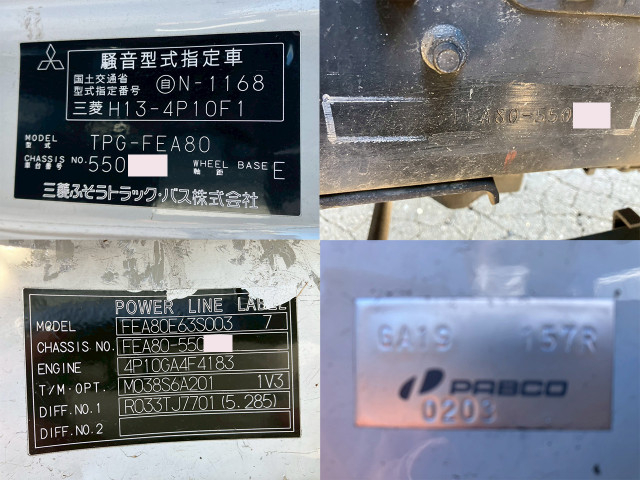 騒音型式指定車
国土交通省
型式指定番号 自N-1168
三菱 H13-4P10F1
MODEL
型式 TPG-FEA80
CHASSIS NO. 550 WHEEL BASE E
車台番号 軸距
三菱ふそうトラック・バス株式会社
FEA80-550
POWER LINE LABEL
MODEL FEA80E63S003 7
CHASSIS NO. FEA80-550
ENGINE 4P10GA4F4183
T/M.OPT. M038S6A201 1V3
DIFF.NO.1 R033TJ7701(5.285)
DIFF.NO.2
GA1S 157R
PABCO
0203